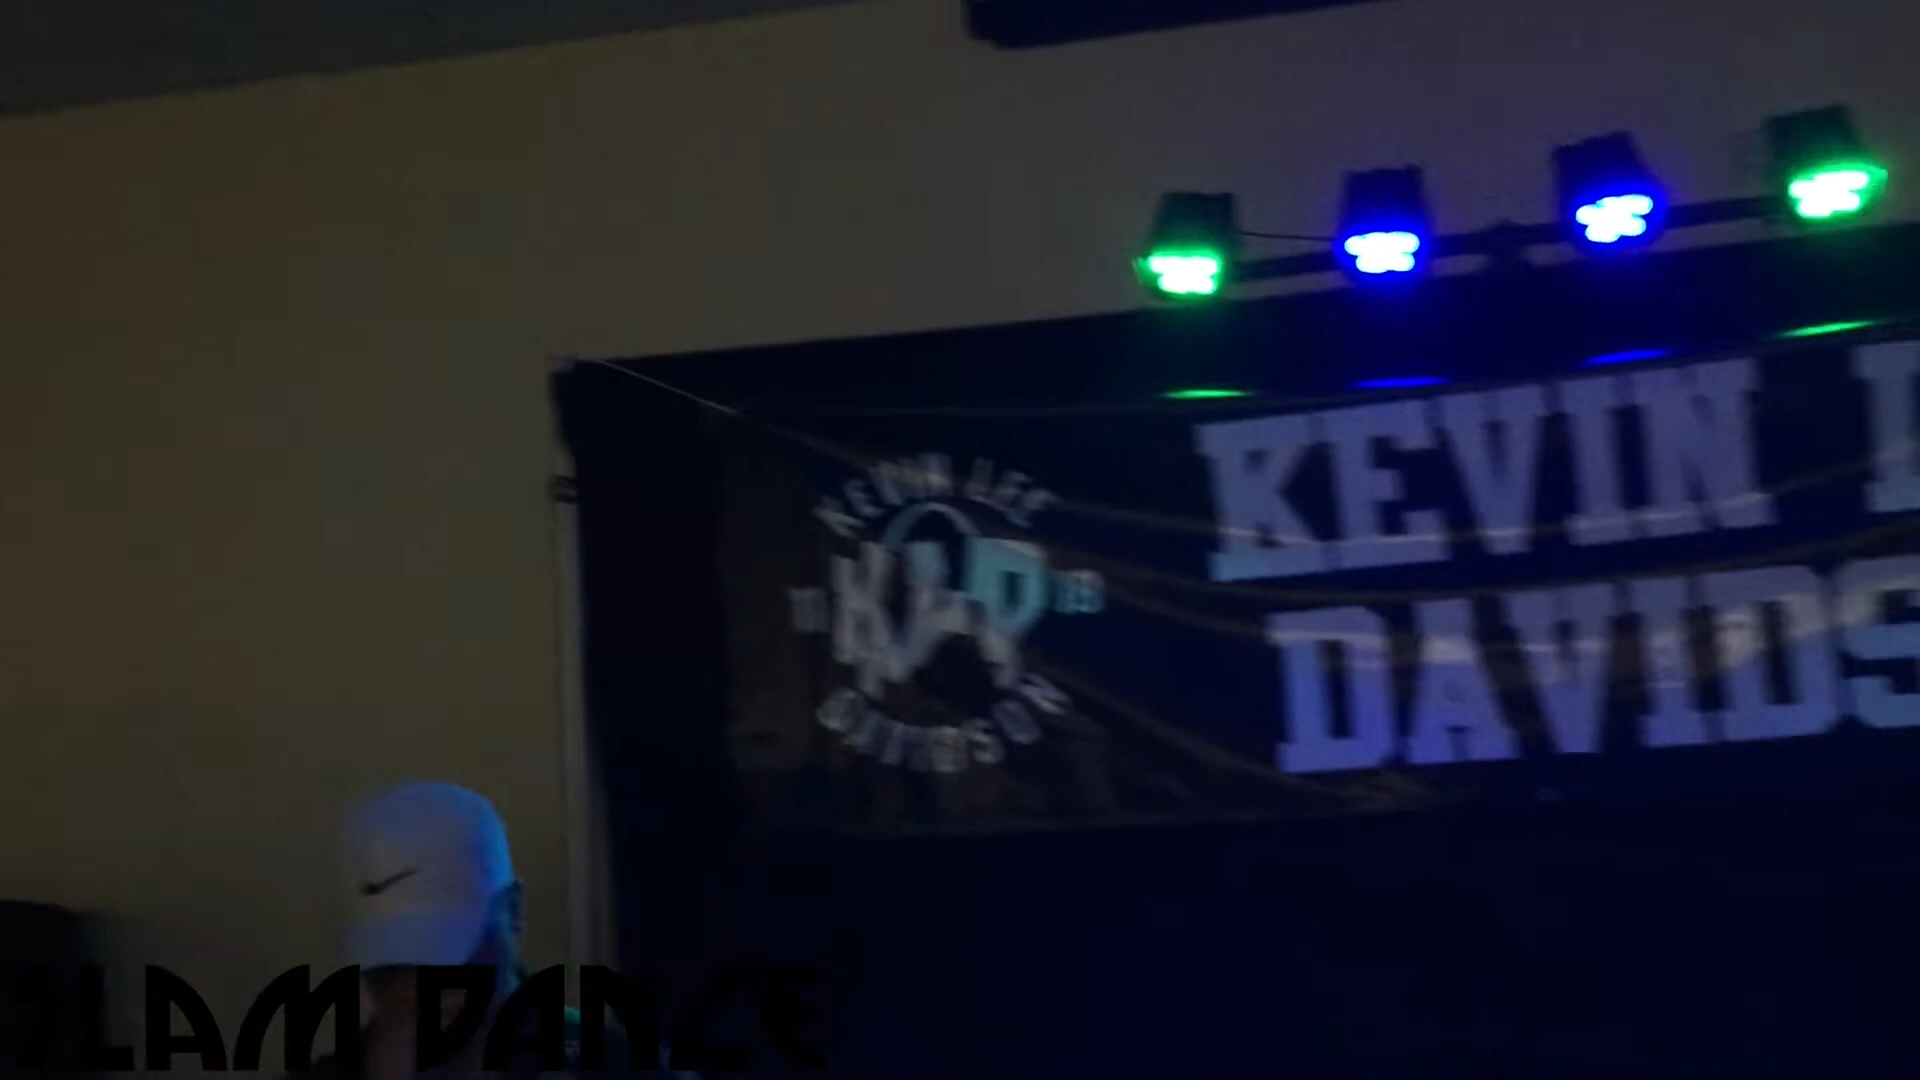 KEVIN L
DAVIDS
KEVIN LEE
KLD
DAVIDSON
SLAM DANCE